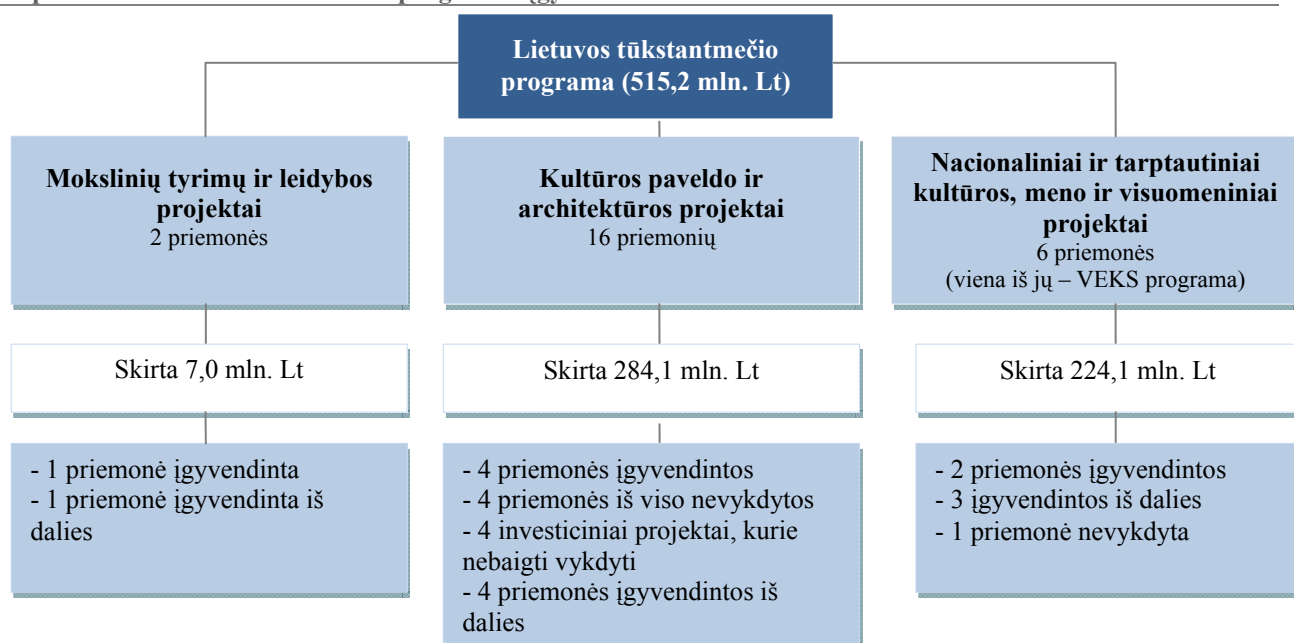 Lietuvos tūkstantmečio
programa (515,2 mln. Lt)
Mokslinių tyrimų ir leidybos
projektai
2 priemonės
Kultūros paveldo ir
architektūros projektai
16 priemonių
Nacionaliniai ir tarptautiniai
kultūros, meno ir visuomeniniai
projektai
6 priemonės
(viena iš jų – VEKS programa)
Skirta 7,0 mln. Lt
Skirta 284,1 mln. Lt
Skirta 224,1 mln. Lt
- 1 priemonė įgyvendinta
- 1 priemonė įgyvendinta iš
dalies
- 4 priemonės įgyvendintos
- 4 priemonės iš viso nevykdytos
- 4 investiciniai projektai, kurie
nebaigti vykdyti
- 4 priemonės įgyvendintos iš
dalies
- 2 priemonės įgyvendintos
- 3 įgyvendintos iš dalies
- 1 priemonė nevykdyta